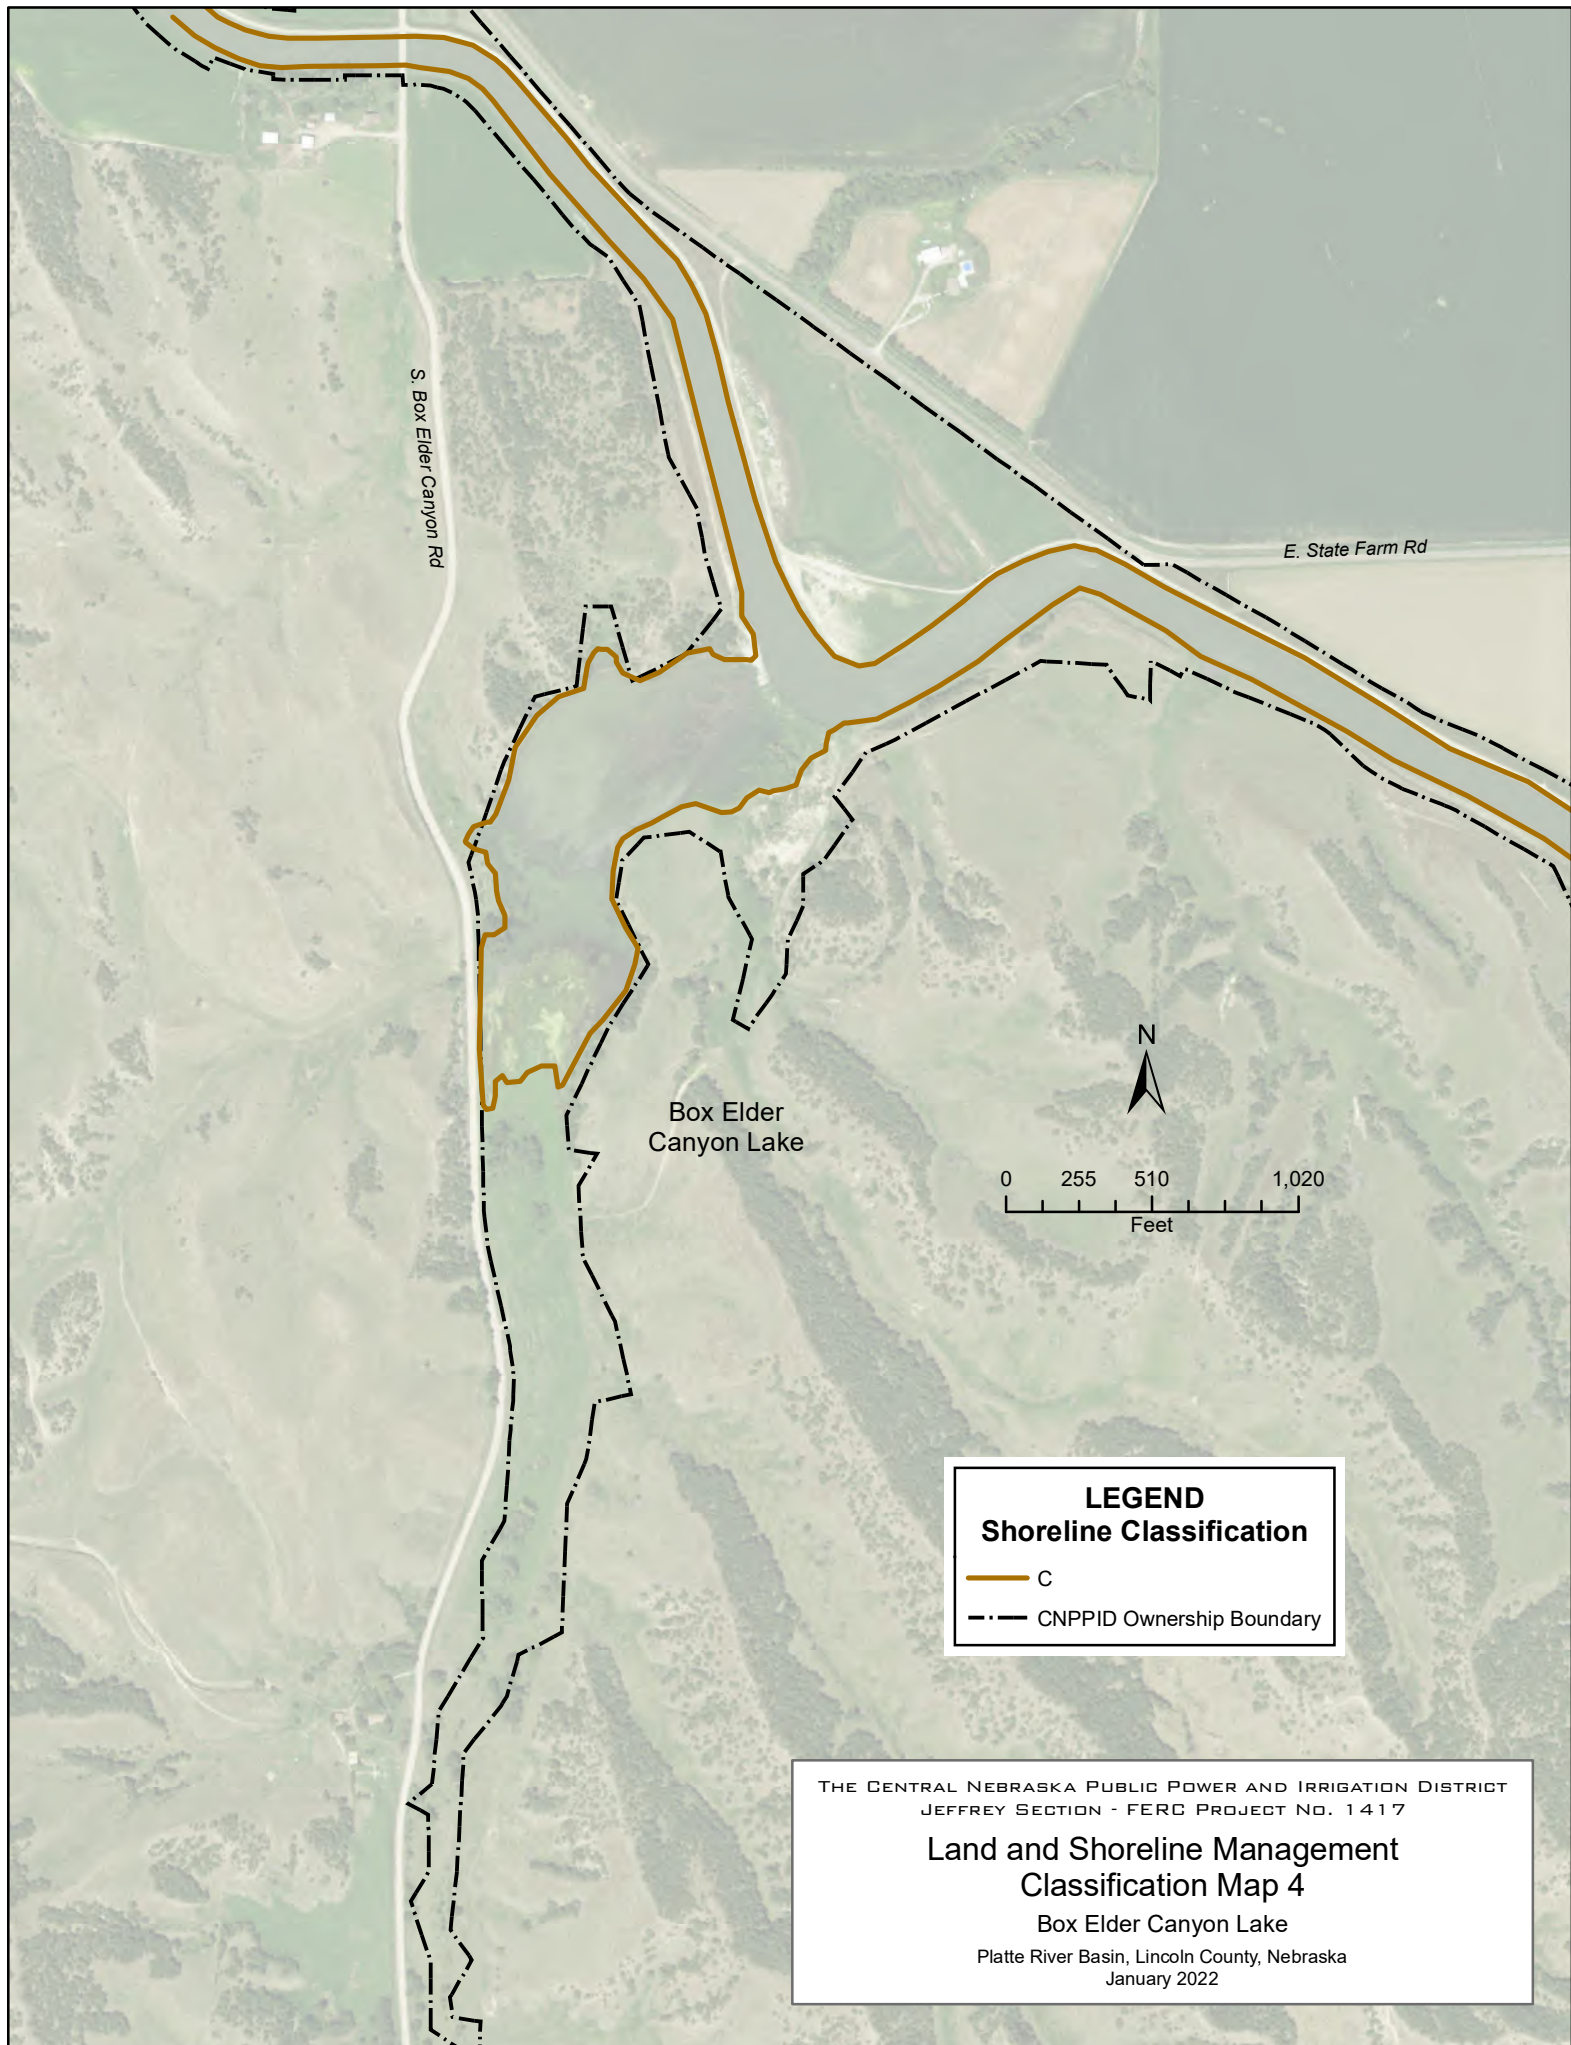 S. Box Elder Canyon Rd
E. State Farm Rd
N
Box Elder
Canyon Lake
0 255 510 1,020
Feet
LEGEND
Shoreline Classification
C
CNPPID Ownership Boundary
THE CENTRAL NEBRASKA PUBLIC POWER AND IRRIGATION DISTRICT
JEFFREY SECTION - FERC PROJECT NO. 1417
Land and Shoreline Management
Classification Map 4
Box Elder Canyon Lake
Platte River Basin, Lincoln County, Nebraska
January 2022